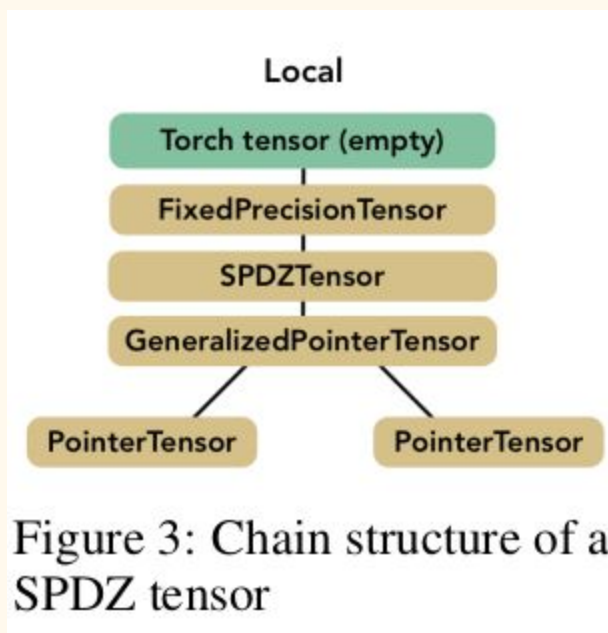 Local
Torch tensor (empty)
FixedPrecisionTensor
SPDZTensor
GeneralizedPointerTensor
PointerTensor PointerTensor
Figure 3: Chain structure of a
SPDZ tensor